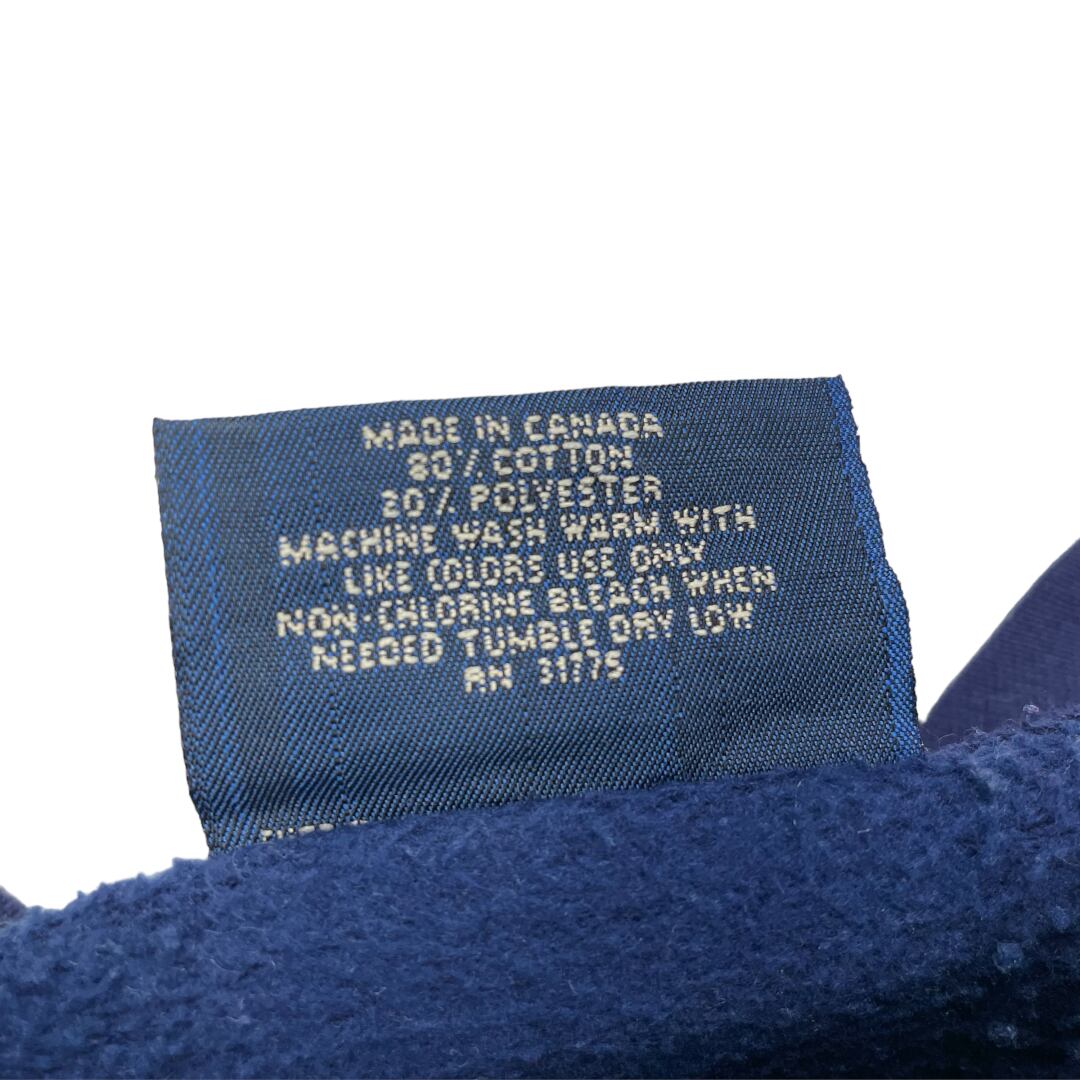 MADE IN CANADA
80% COTTON
20% POLYESTER
MACHINE WASH WARM WITH
LIKE COLORS USE ONLY
NON-CHLORINE BLEACH WHEN
NEEDED TUMBLE DRY LOW
RN 31775